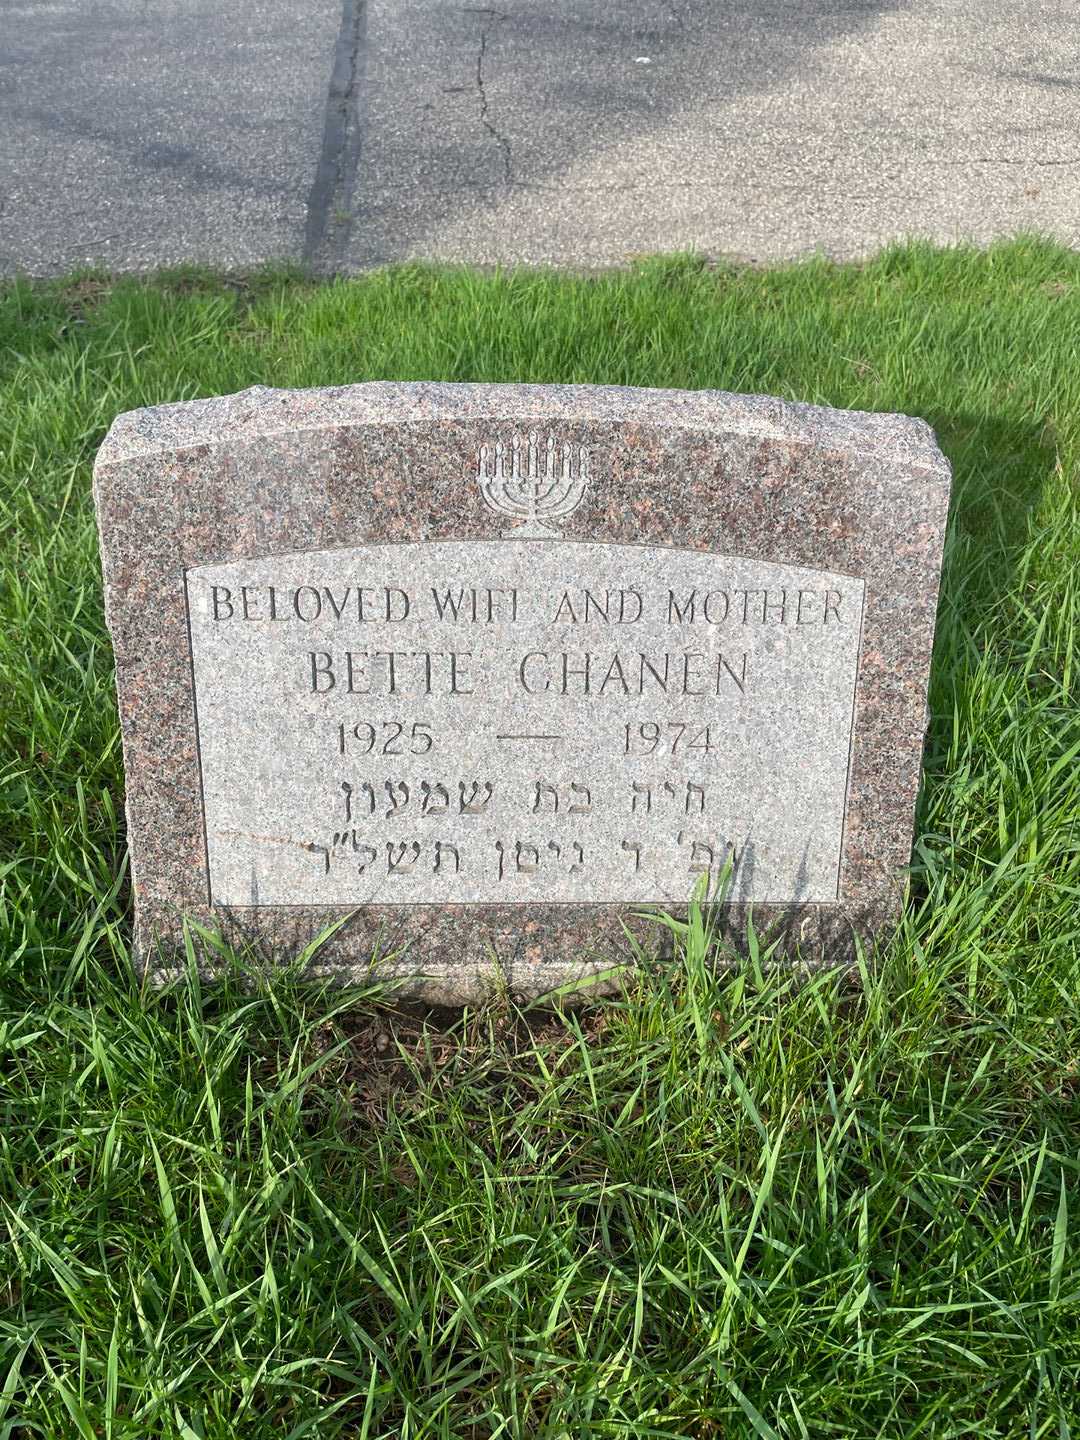 BELOVED WIFE AND MOTHER
BETTE CHANEN
1925 — 1974
חיה בת שמעון
נפ' ד ניסן תשל"ד